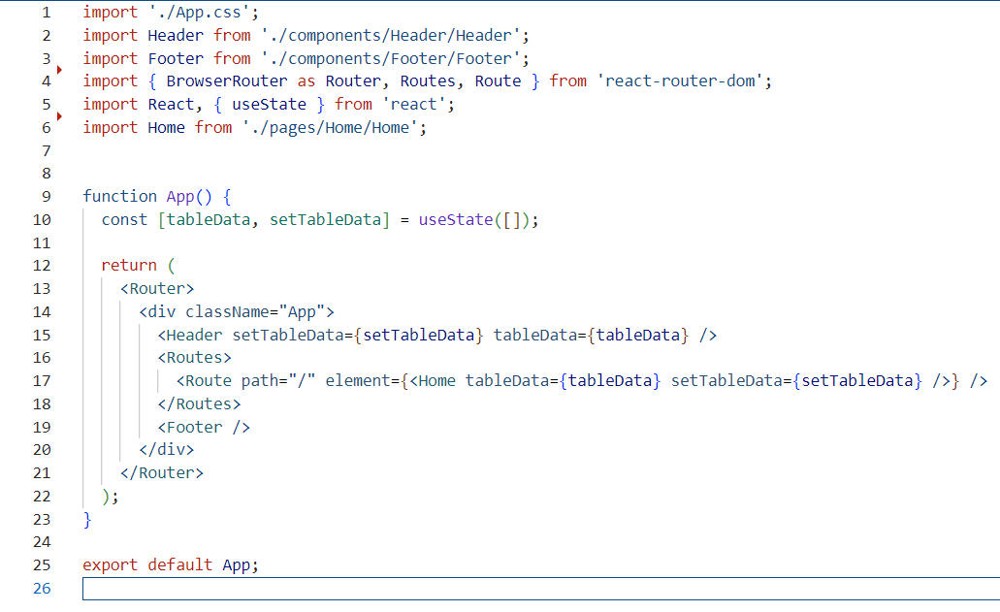 1 import './App.css';
2 import Header from './components/Header/Header';
3 import Footer from './components/Footer/Footer';
4 import { BrowserRouter as Router, Routes, Route } from 'react-router-dom';
5 import React, { useState } from 'react';
6 import Home from './pages/Home/Home';
7
8
9 function App() {
10   const [tableData, setTableData] = useState([]);
11
12   return (
13     <Router>
14       <div className="App">
15         <Header setTableData={setTableData} tableData={tableData} />
16         <Routes>
17           <Route path="/" element={<Home tableData={tableData} setTableData={setTableData} />} />
18         </Routes>
19         <Footer />
20       </div>
21     </Router>
22   );
23 }
24
25 export default App;
26